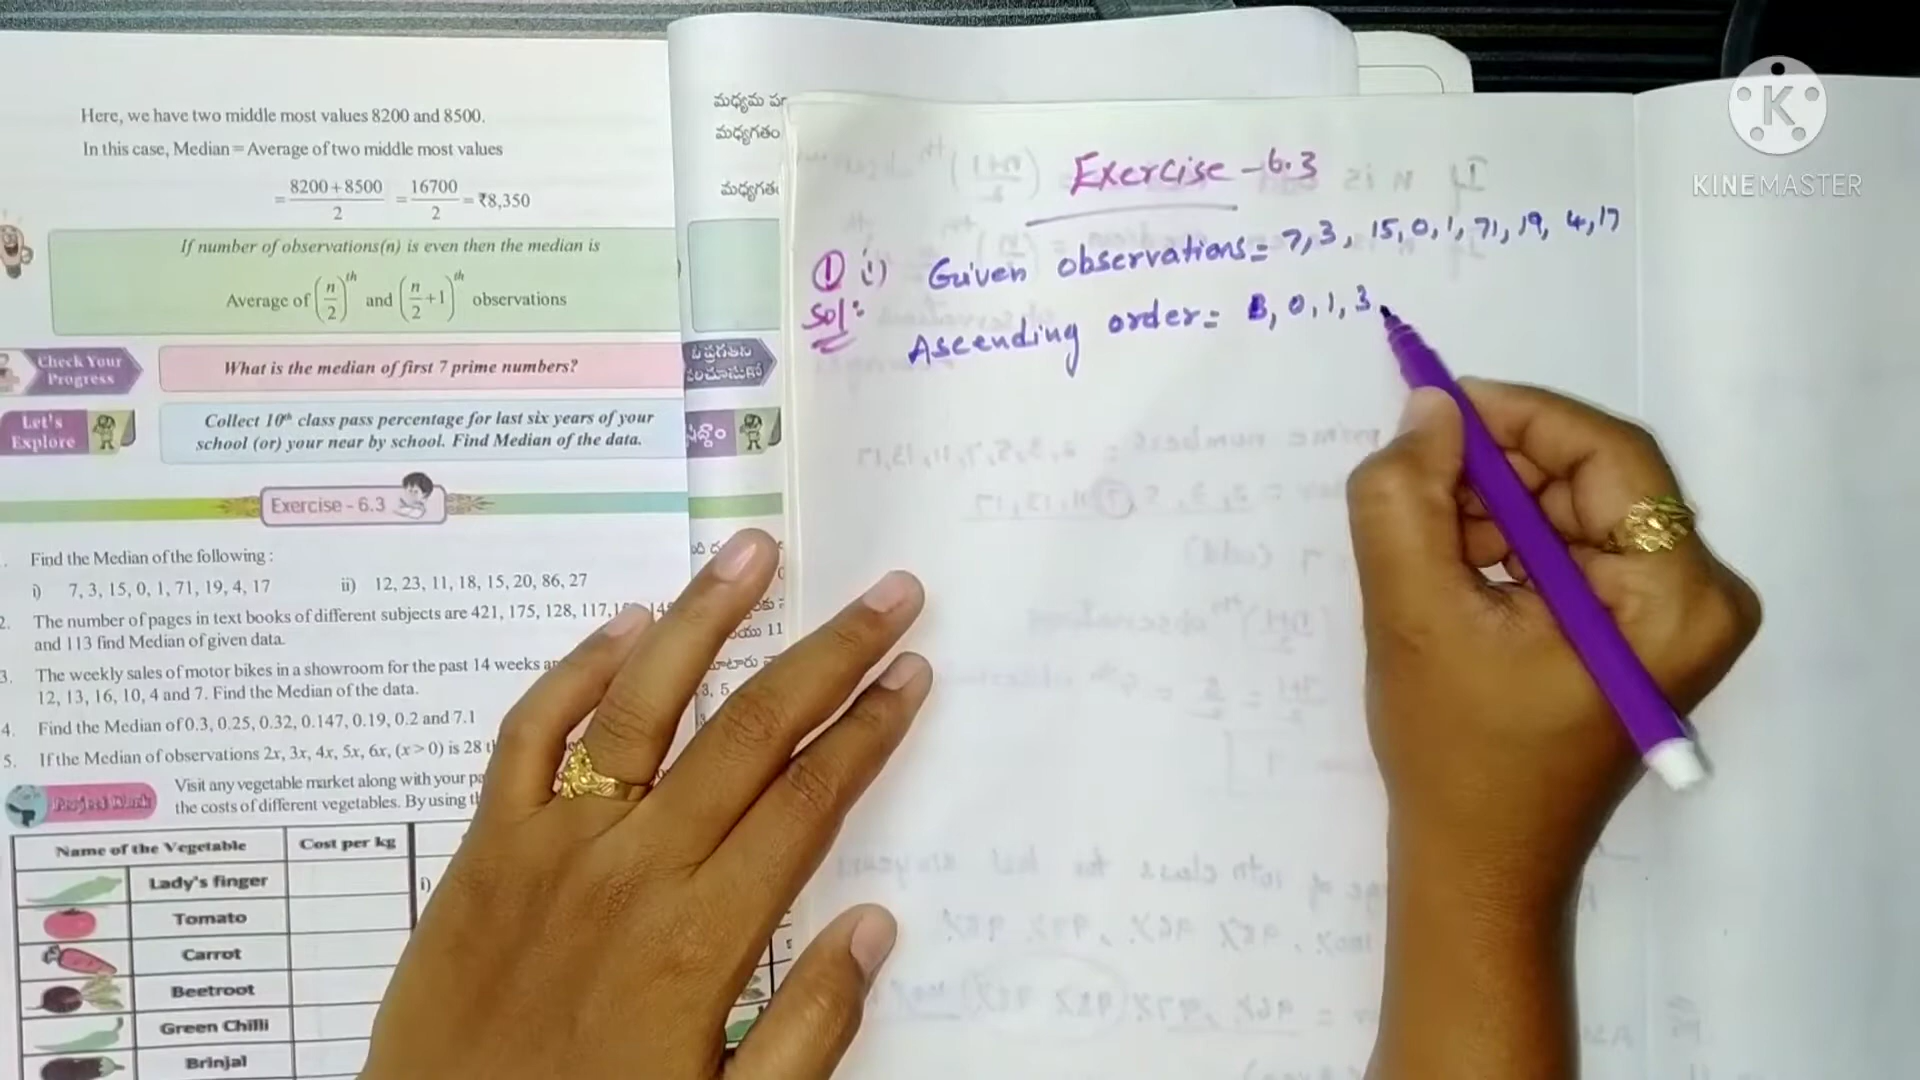 Here, we have two middle most values 8200 and 8500.
In this case, Median = Average of two middle most values
= (8200 + 8500)/2 = 16700/2 = ₹8,350
If number of observations(n) is even then the median is
Average of (n/2)th and (n/2 + 1)th observations
Check Your Progress
What is the median of first 7 prime numbers?
Let's Explore
Collect 10th class pass percentage for last six years of your
school (or) your near by school. Find Median of the data.
Exercise - 6.3
Find the Median of the following :
i) 7, 3, 15, 0, 1, 71, 19, 4, 17 ii) 12, 23, 11, 18, 15, 20, 86, 27
2. The number of pages in text books of different subjects are 421, 175, 128, 117,
and 113 find Median of given data.
3. The weekly sales of motor bikes in a showroom for the past 14 weeks
12, 13, 16, 10, 4 and 7. Find the Median of the data.
4. Find the Median of 0.3, 0.25, 0.32, 0.147, 0.19, 0.2 and 7.1
5. If the Median of observations 2x, 3x, 4x, 5x, 6x, (x > 0) is 28
Project Work
Visit any vegetable market along with your
the costs of different vegetables. By using
Name of the Vegetable Cost per kg
Lady's finger
i)
Tomato
Carrot
Beetroot
Green Chilli
Brinjal
మధ్యమ
మధ్యగతం
3, 5
Exercise - 6.3
① i) Given observations = 7, 3, 15, 0, 1, 71, 19, 4, 17
Sol:
Ascending order = 0, 1, 3
KINEMASTER